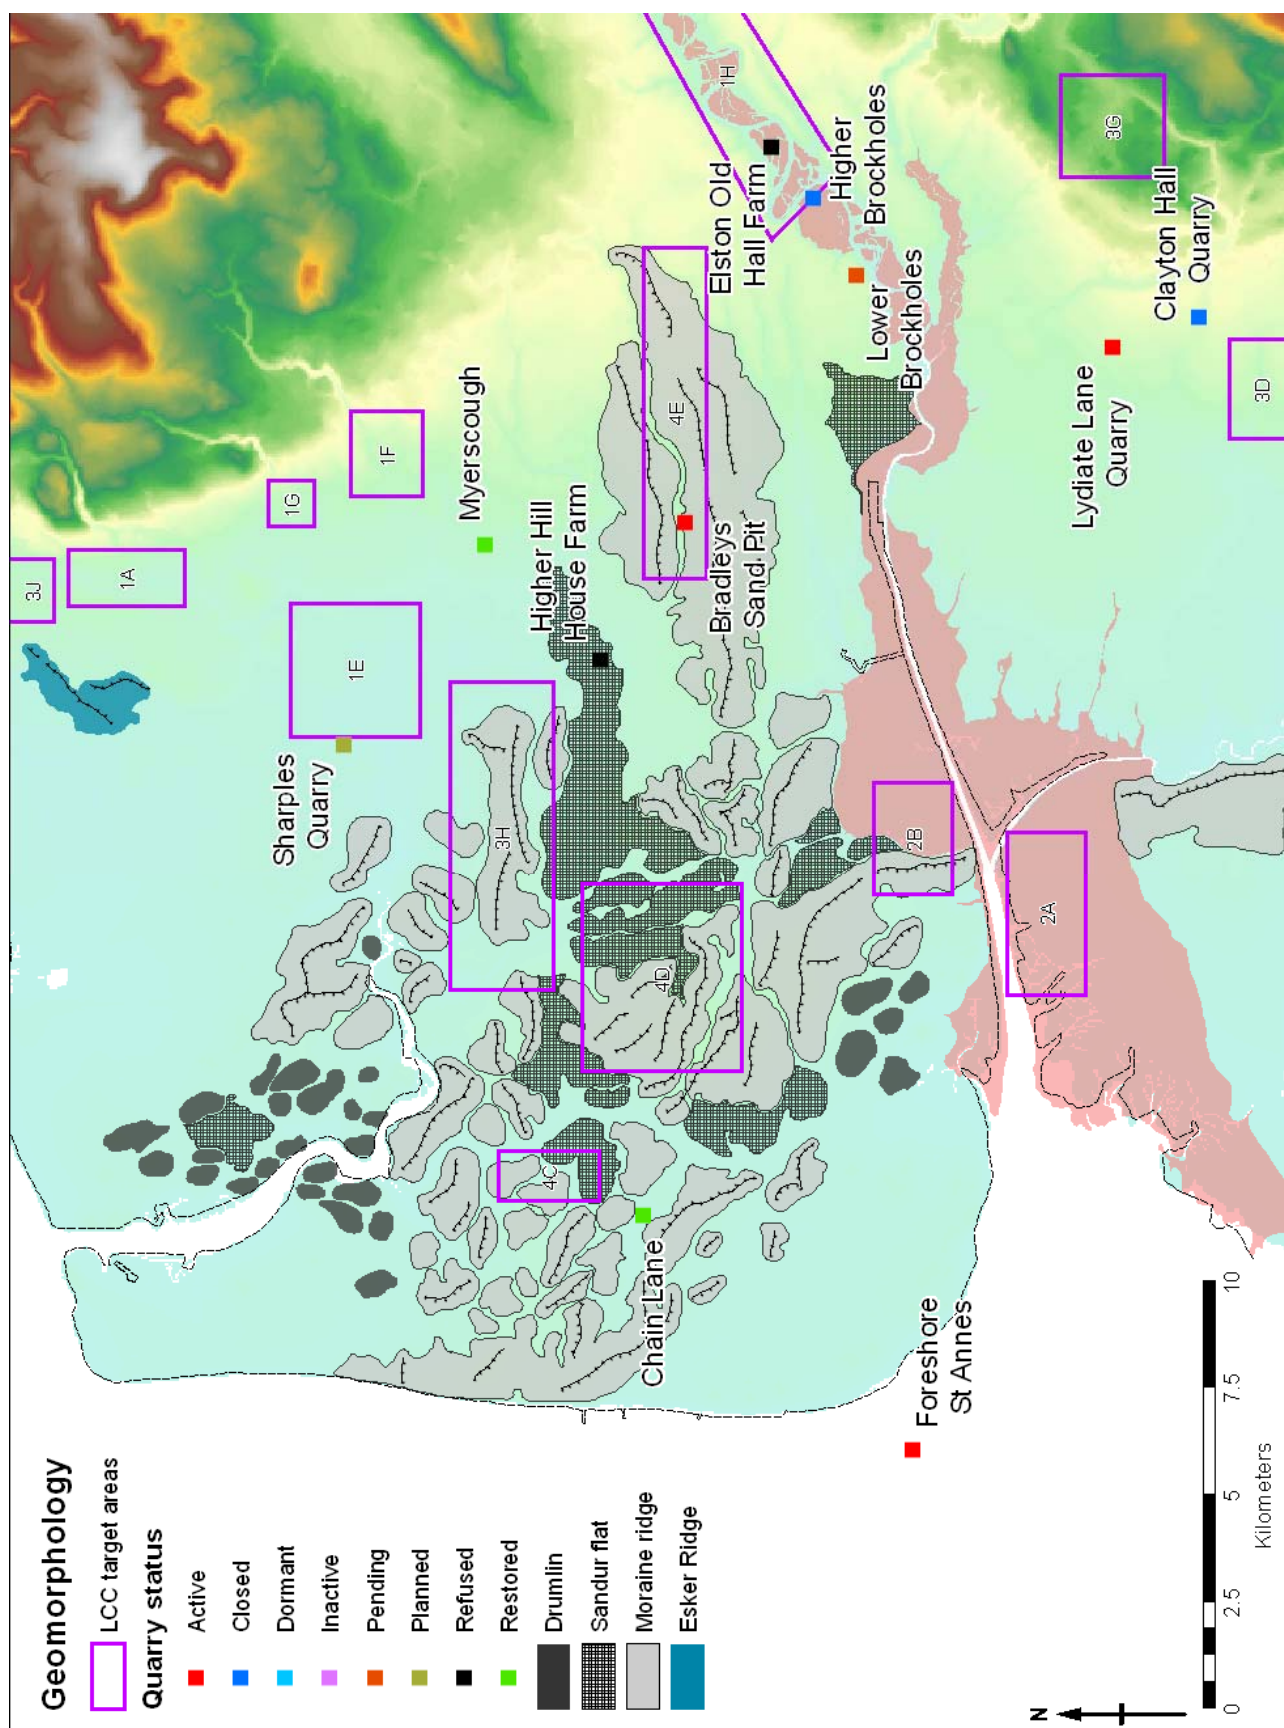 Geomorphology
LCC target areas
Quarry status
Active
Closed
Dormant
Inactive
Pending
Planned
Refused
Restored
Drumlin
Sandur flat
Moraine ridge
Esker Ridge
N
0 2.5 5 7.5 10
Kilometers
Foreshore
St Annes
Chain Lane
4C
4D
3H
Sharples
Quarry
1E
3J
1A
1G
1F
Myerscough
Higher Hill
House Farm
Bradleys
Sand Pit
4E
Elston Old
Hall Farm
1H
Higher
Brockholes
Lower
Brockholes
2B
2A
Lydiate Lane
Quarry
Clayton Hall
Quarry
3G
3D